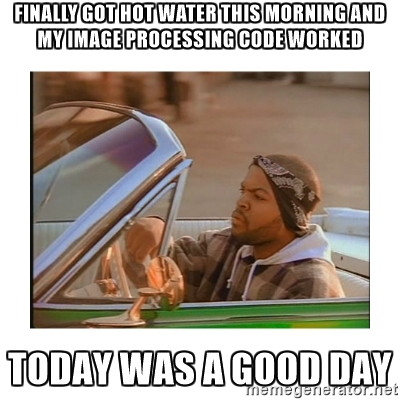 FINALLY GOT HOT WATER THIS MORNING AND
MY IMAGE PROCESSING CODE WORKED
TODAY WAS A GOOD DAY
memegenerator.net